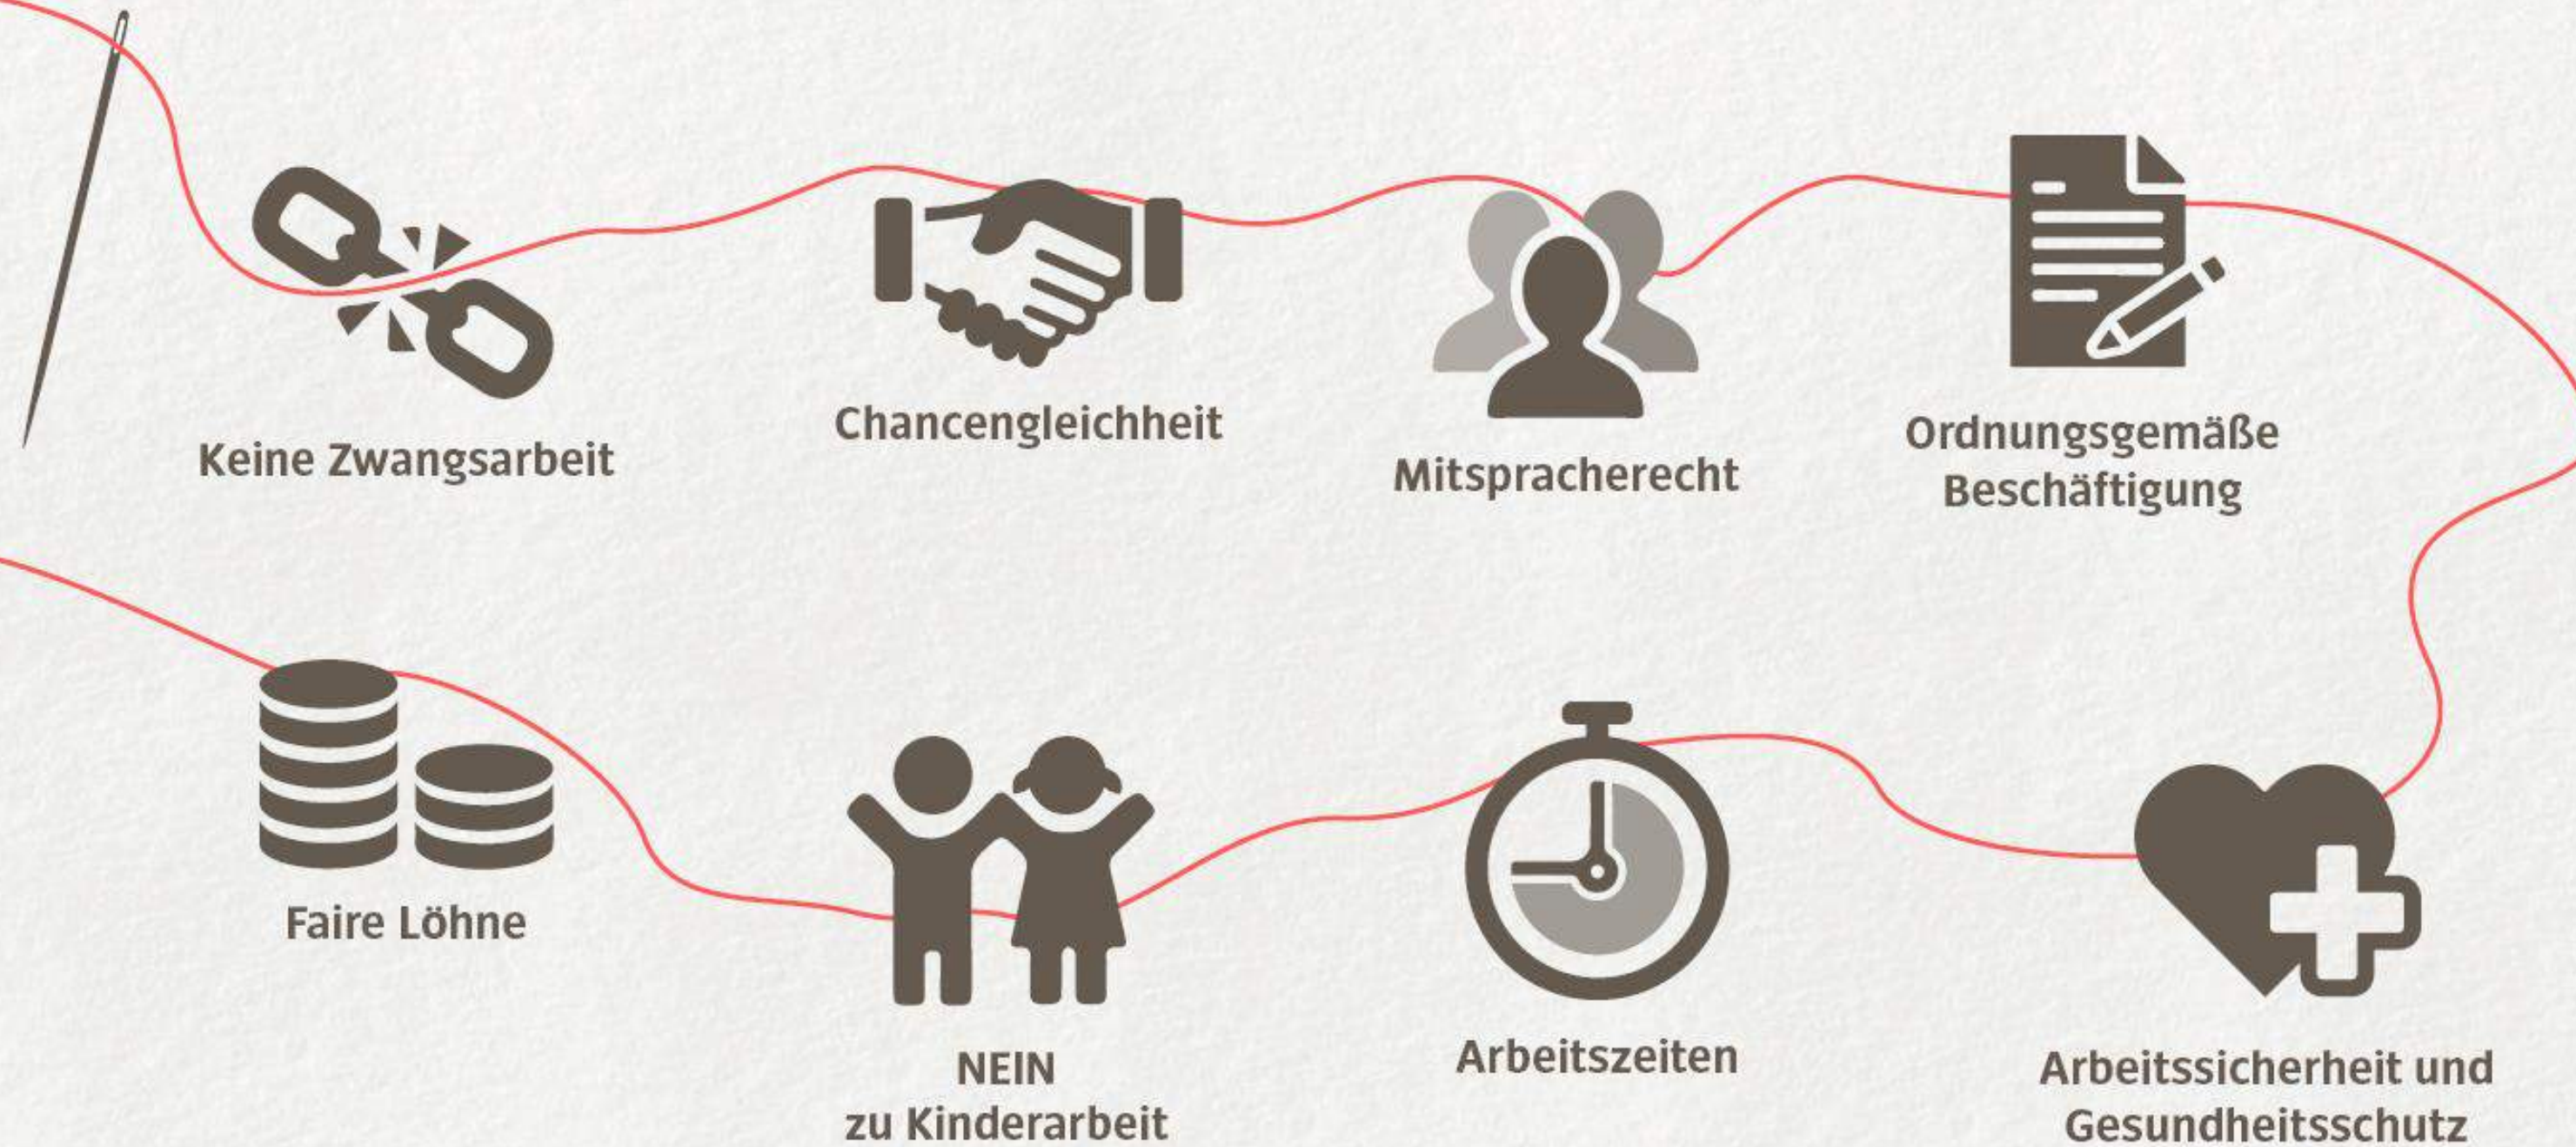 Keine Zwangsarbeit
Chancengleichheit
Mitspracherecht
Ordnungsgemäße
Beschäftigung
Faire Löhne
NEIN
zu Kinderarbeit
Arbeitszeiten
Arbeitssicherheit und
Gesundheitsschutz